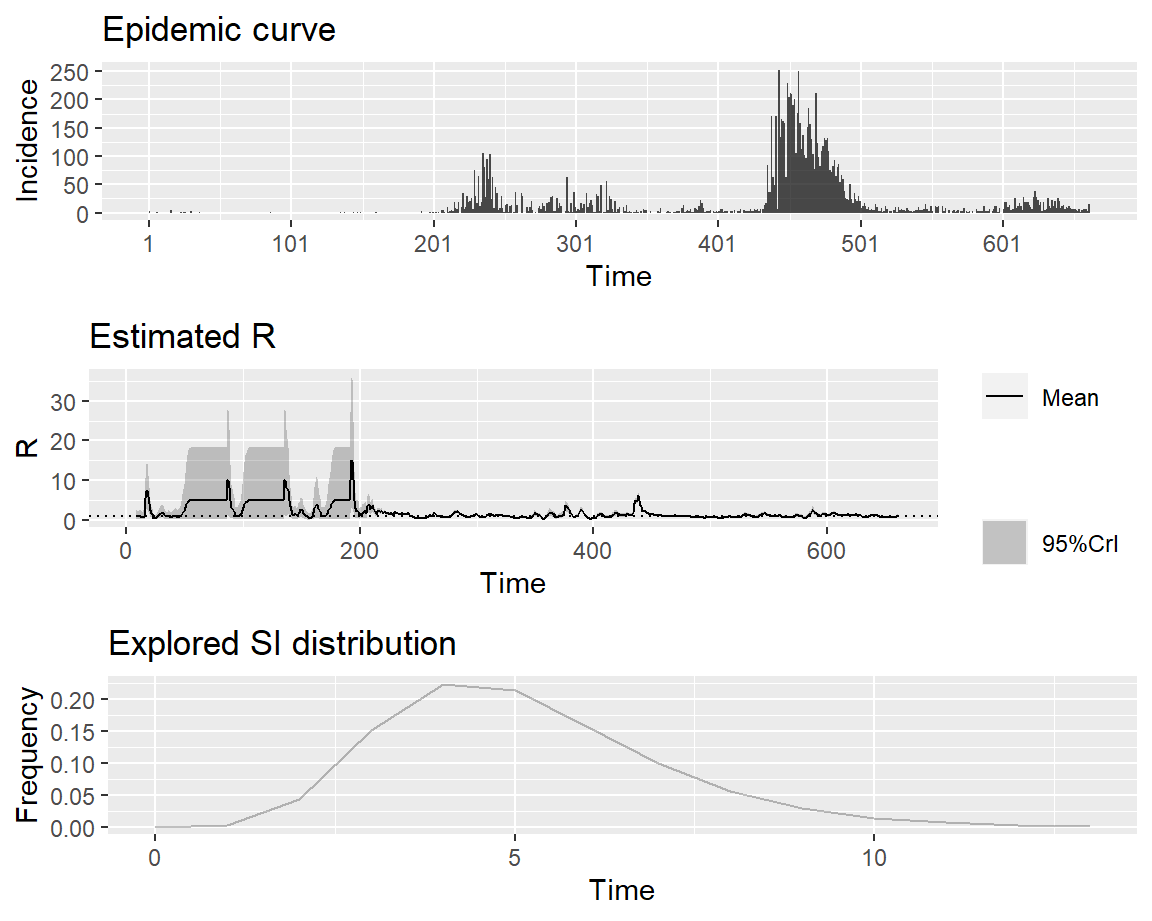 Epidemic curve
Incidence
250
200
150
100
50
0
1 101 201 301 401 501 601
Time
Estimated R
R
30
20
10
0
0 200 400 600
Time
Mean
95%CrI
Explored SI distribution
Frequency
0.20
0.15
0.10
0.05
0.00
0 5 10
Time